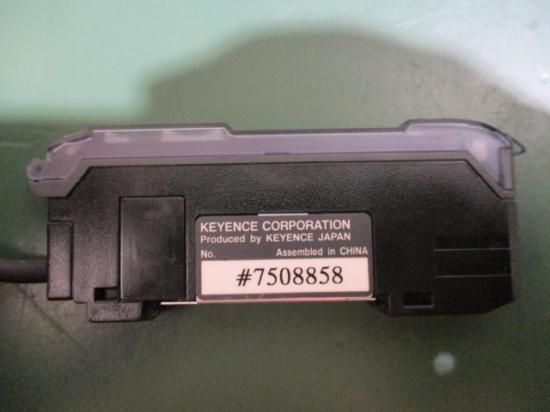 KEYENCE CORPORATION
Produced by KEYENCE JAPAN
No. Assembled in CHINA
#7508858